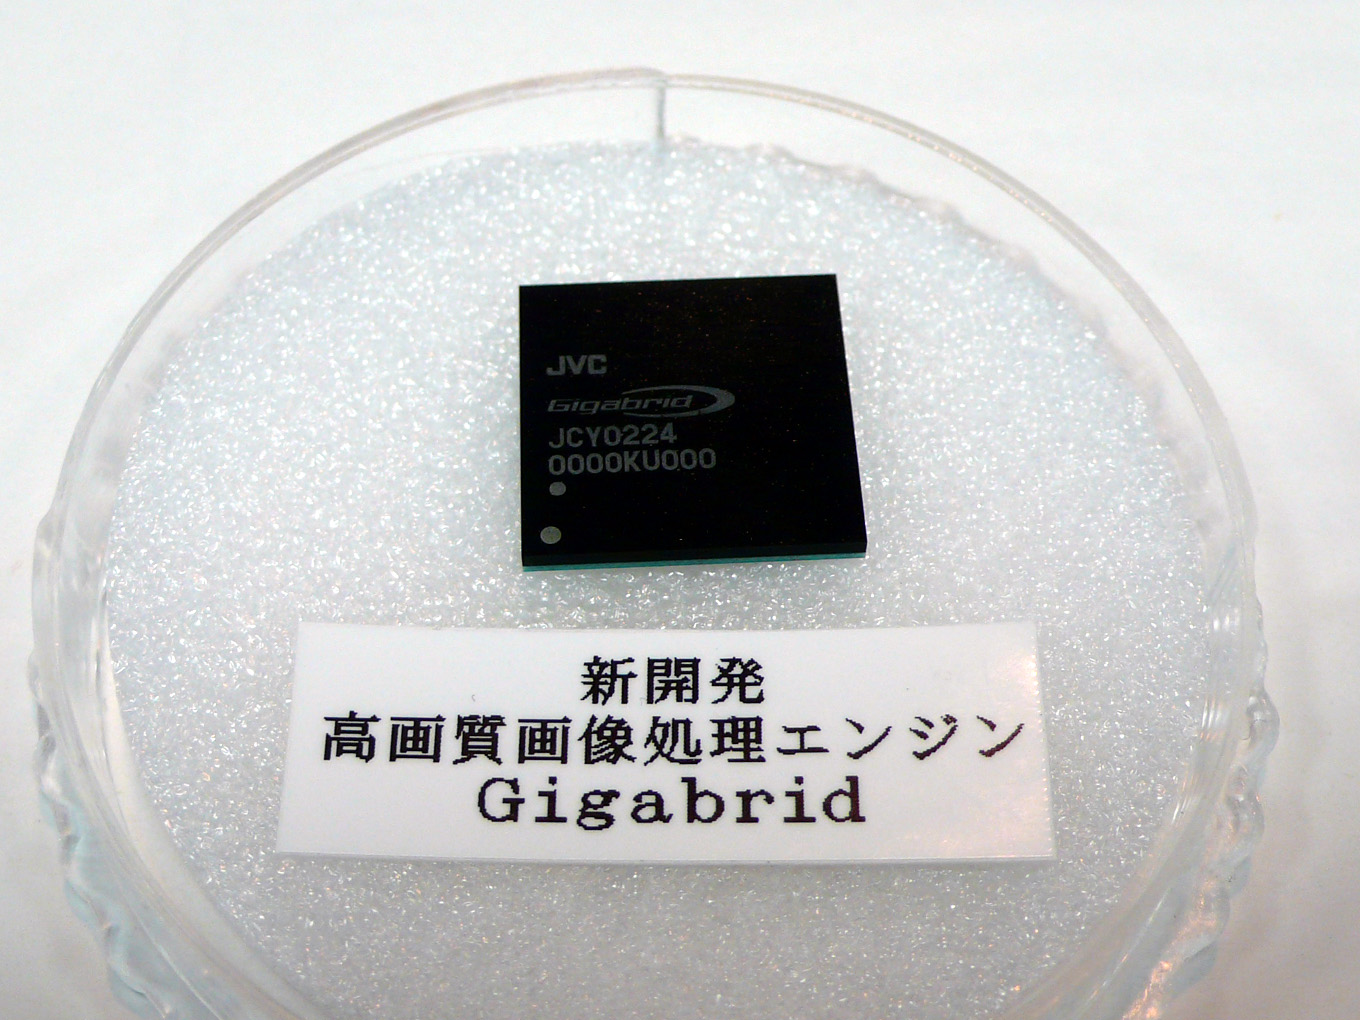 JVC
Gigabrid
JCY0224
0000KU000
新開発
高画質画像処理エンジン
Gigabrid